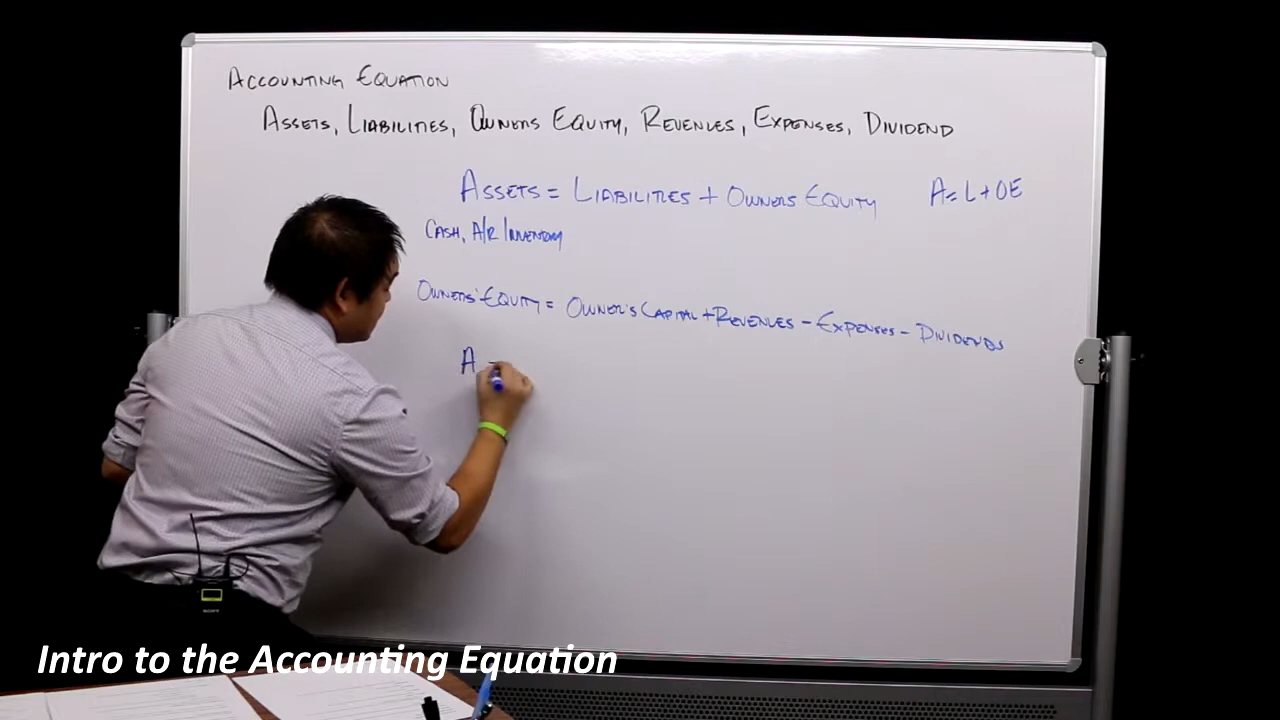 ACCOUNTING EQUATION
ASSETS, LIABILITIES, OWNERS EQUITY, REVENUES, EXPENSES, DIVIDEND
ASSETS = LIABILITIES + OWNERS EQUITY A = L + OE
CASH, A/R INVENTORY
OWNERS' EQUITY = OWNER'S CAPITAL + REVENUES - EXPENSES - DIVIDENDS
A =
SONY
Intro to the Accounting Equation